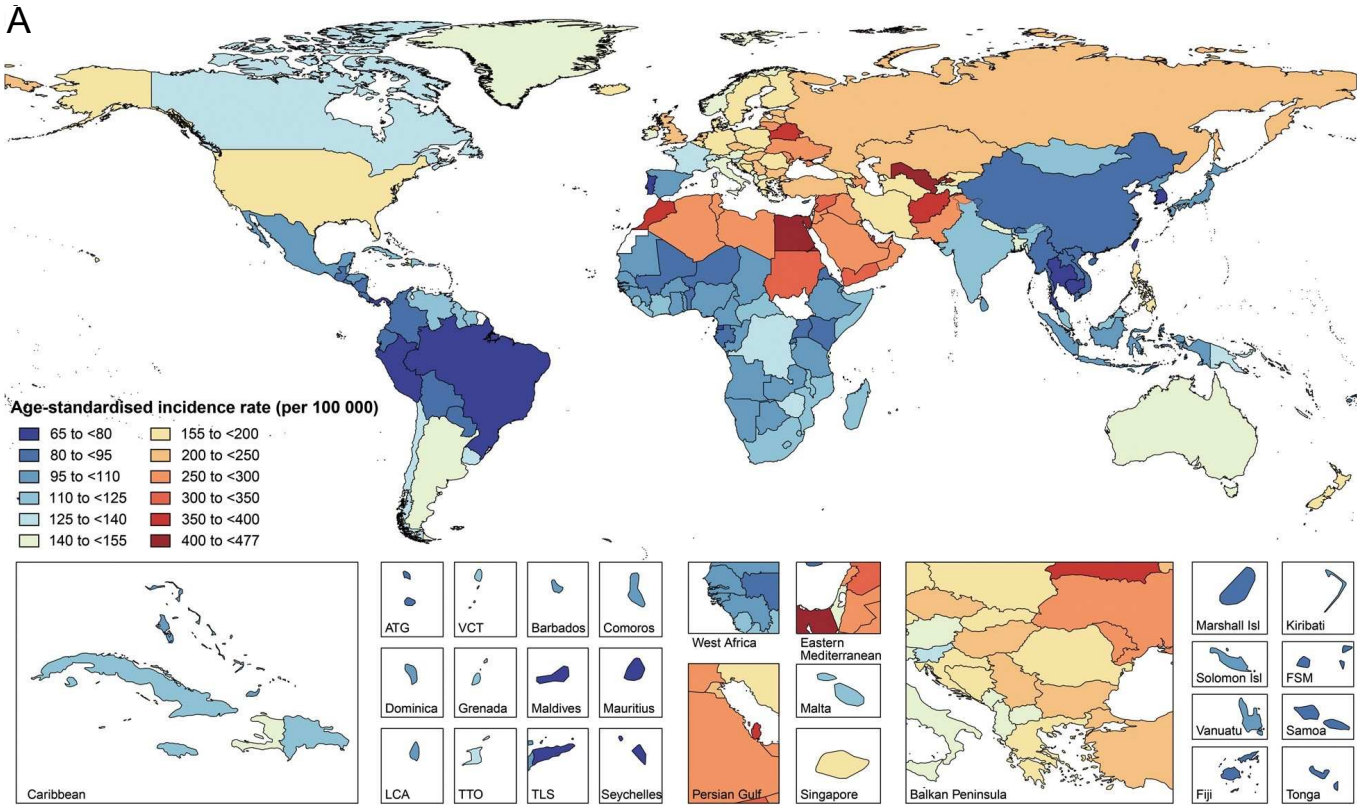 A
Age-standardised incidence rate (per 100 000)
65 to <80
80 to <95
95 to <110
110 to <125
125 to <140
140 to <155
155 to <200
200 to <250
250 to <300
300 to <350
350 to <400
400 to <477
Caribbean
ATG
VCT
Barbados
Comoros
Dominica
Grenada
Maldives
Mauritius
LCA
TTO
TLS
Seychelles
West Africa
Eastern
Mediterranean
Persian Gulf
Malta
Singapore
Balkan Peninsula
Marshall Isl
Kiribati
Solomon Isl
FSM
Vanuatu
Samoa
Fiji
Tonga